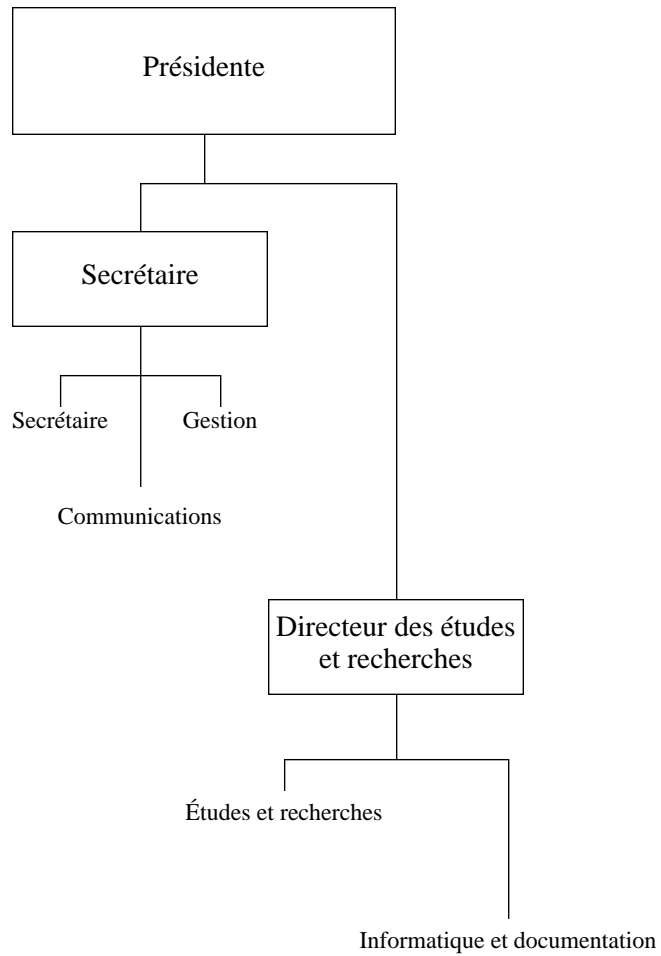 Présidente
Secrétaire
Secrétaire
Gestion
Communications
Directeur des études
et recherches
Études et recherches
Informatique et documentation